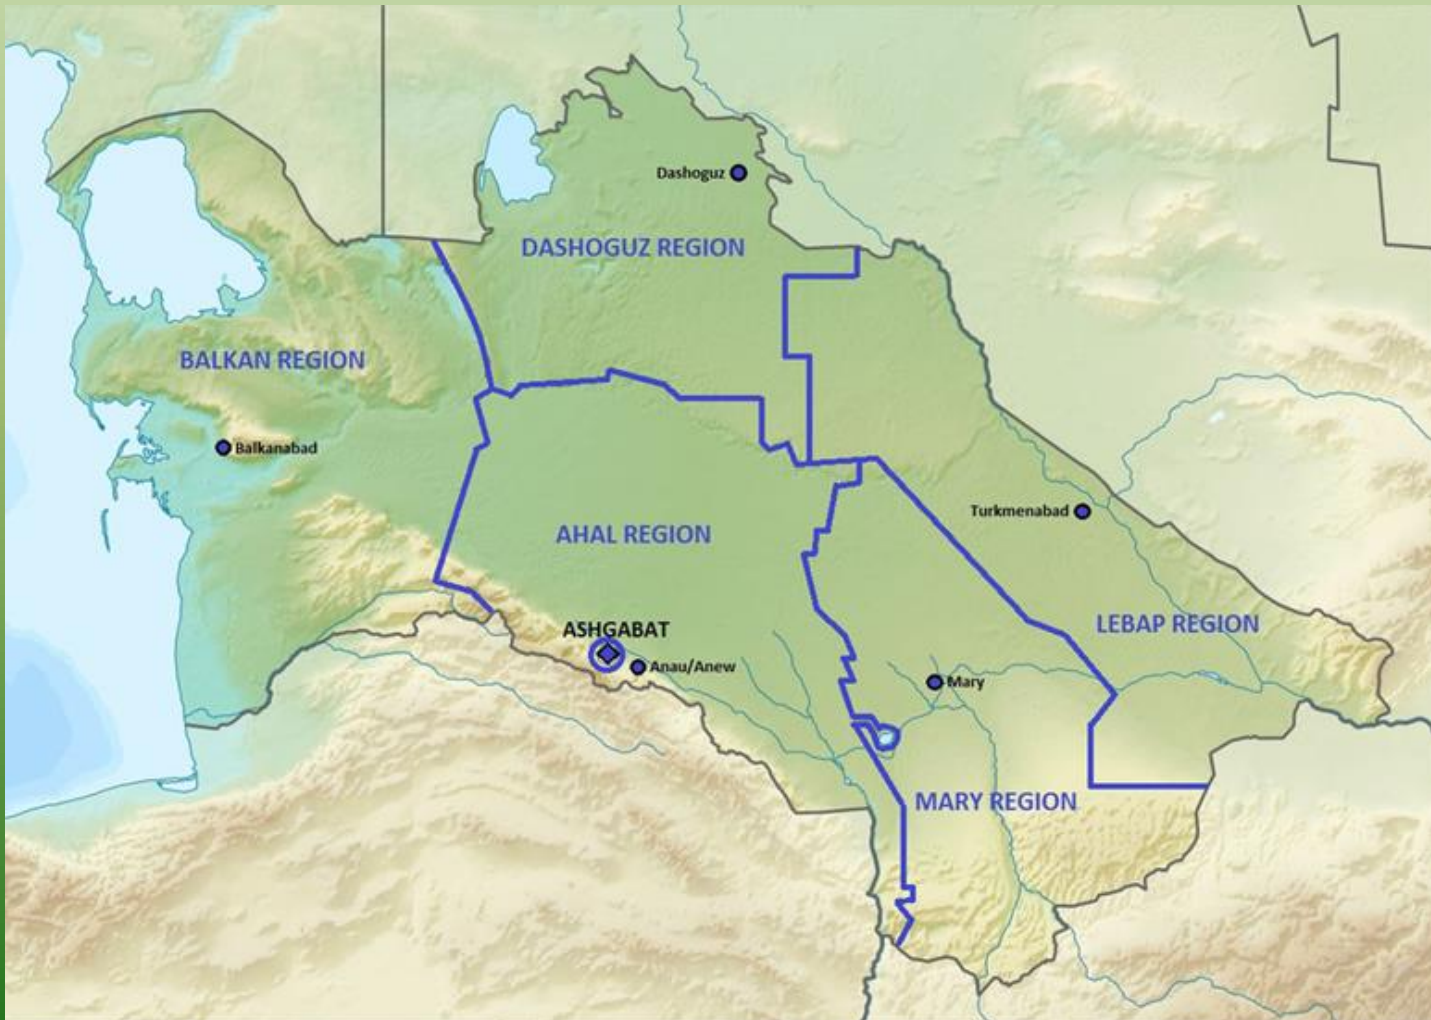 Dashoguz
DASHOGUZ REGION
BALKAN REGION
Balkanabad
Turkmenabad
AHAL REGION
LEBAP REGION
ASHGABAT
Anau/Anew
Mary
MARY REGION